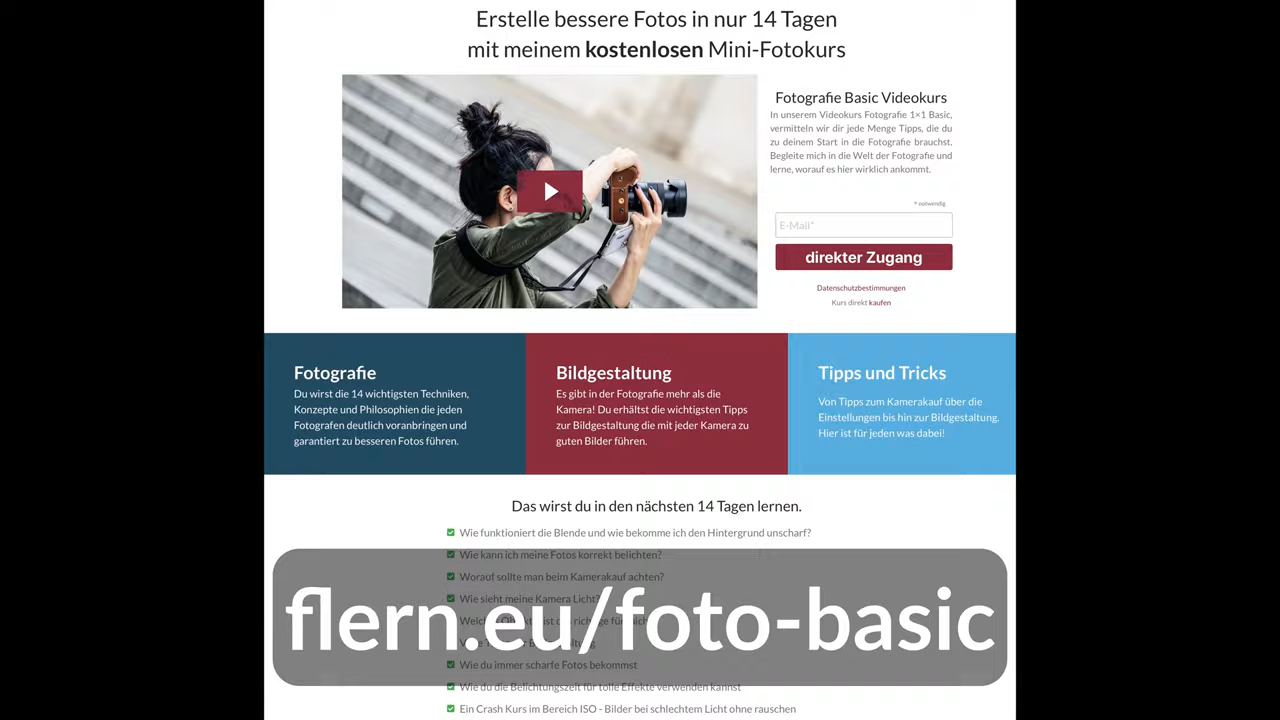 Erstelle bessere Fotos in nur 14 Tagen
mit meinem kostenlosen Mini-Fotokurs
Fotografie Basic Videokurs
In unserem Videokurs Fotografie 1×1 Basic,
vermitteln wir dir jede Menge Tipps, die du
zu deinem Start in die Fotografie brauchst.
Begleite mich in die Welt der Fotografie und
lerne, worauf es hier wirklich ankommt.
* notwendig
E-Mail*
direkter Zugang
Datenschutzbestimmungen
Kurs direkt kaufen
Fotografie
Du wirst die 14 wichtigsten Techniken,
Konzepte und Philosophien die jeden
Fotografen deutlich voranbringen und
garantiert zu besseren Fotos führen.
Bildgestaltung
Es gibt in der Fotografie mehr als die
Kamera! Du erhältst die wichtigsten Tipps
zur Bildgestaltung die mit jeder Kamera zu
guten Bilder führen.
Tipps und Tricks
Von Tipps zum Kamerakauf über die
Einstellungen bis hin zur Bildgestaltung.
Hier ist für jeden was dabei!
Das wirst du in den nächsten 14 Tagen lernen.
Wie funktioniert die Blende und wie bekomme ich den Hintergrund unscharf?
Wie kann ich meine Fotos korrekt belichten?
Worauf sollte man beim Kamerakauf achten?
Wie sieht meine Kamera Licht?
flern.eu/foto-basic
Wie du immer scharfe Fotos bekommst
Wie du die Belichtungszeit für tolle Effekte verwenden kannst
Ein Crash Kurs im Bereich ISO - Bilder bei schlechtem Licht ohne rauschen